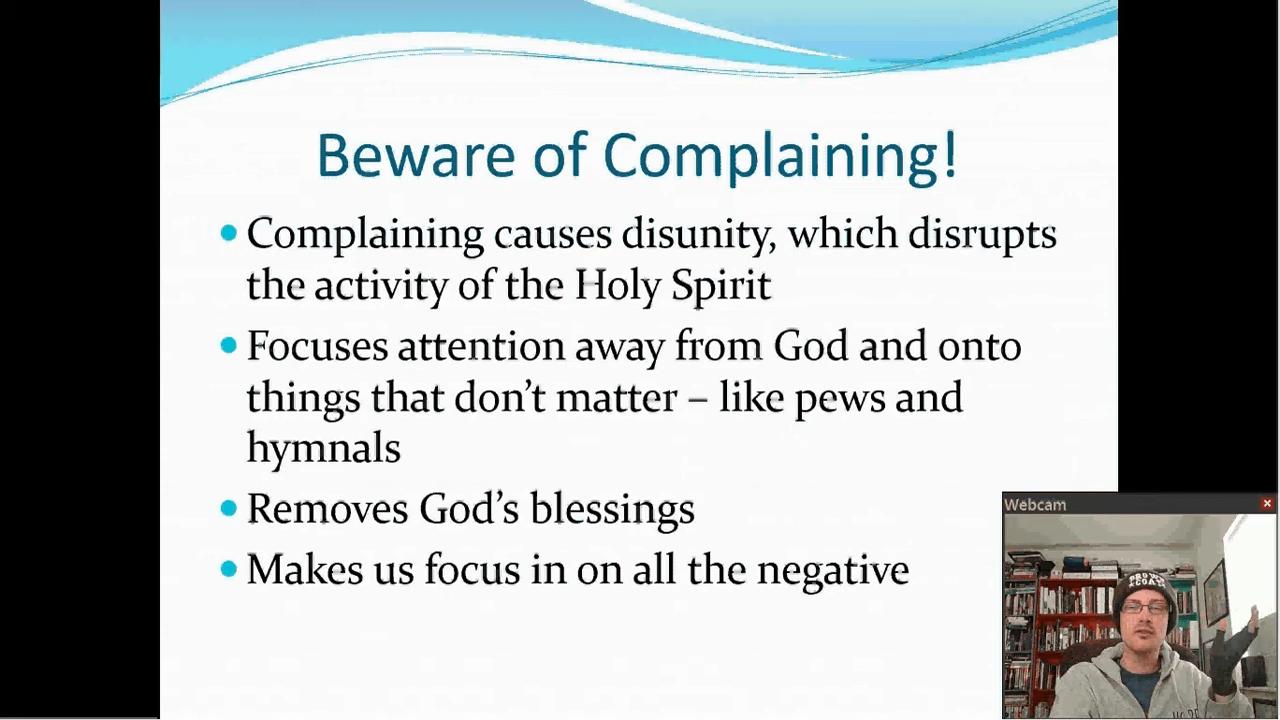 Beware of Complaining!
• Complaining causes disunity, which disrupts
the activity of the Holy Spirit
• Focuses attention away from God and onto
things that don’t matter – like pews and
hymnals
• Removes God’s blessings
• Makes us focus in on all the negative
Webcam
BROWN